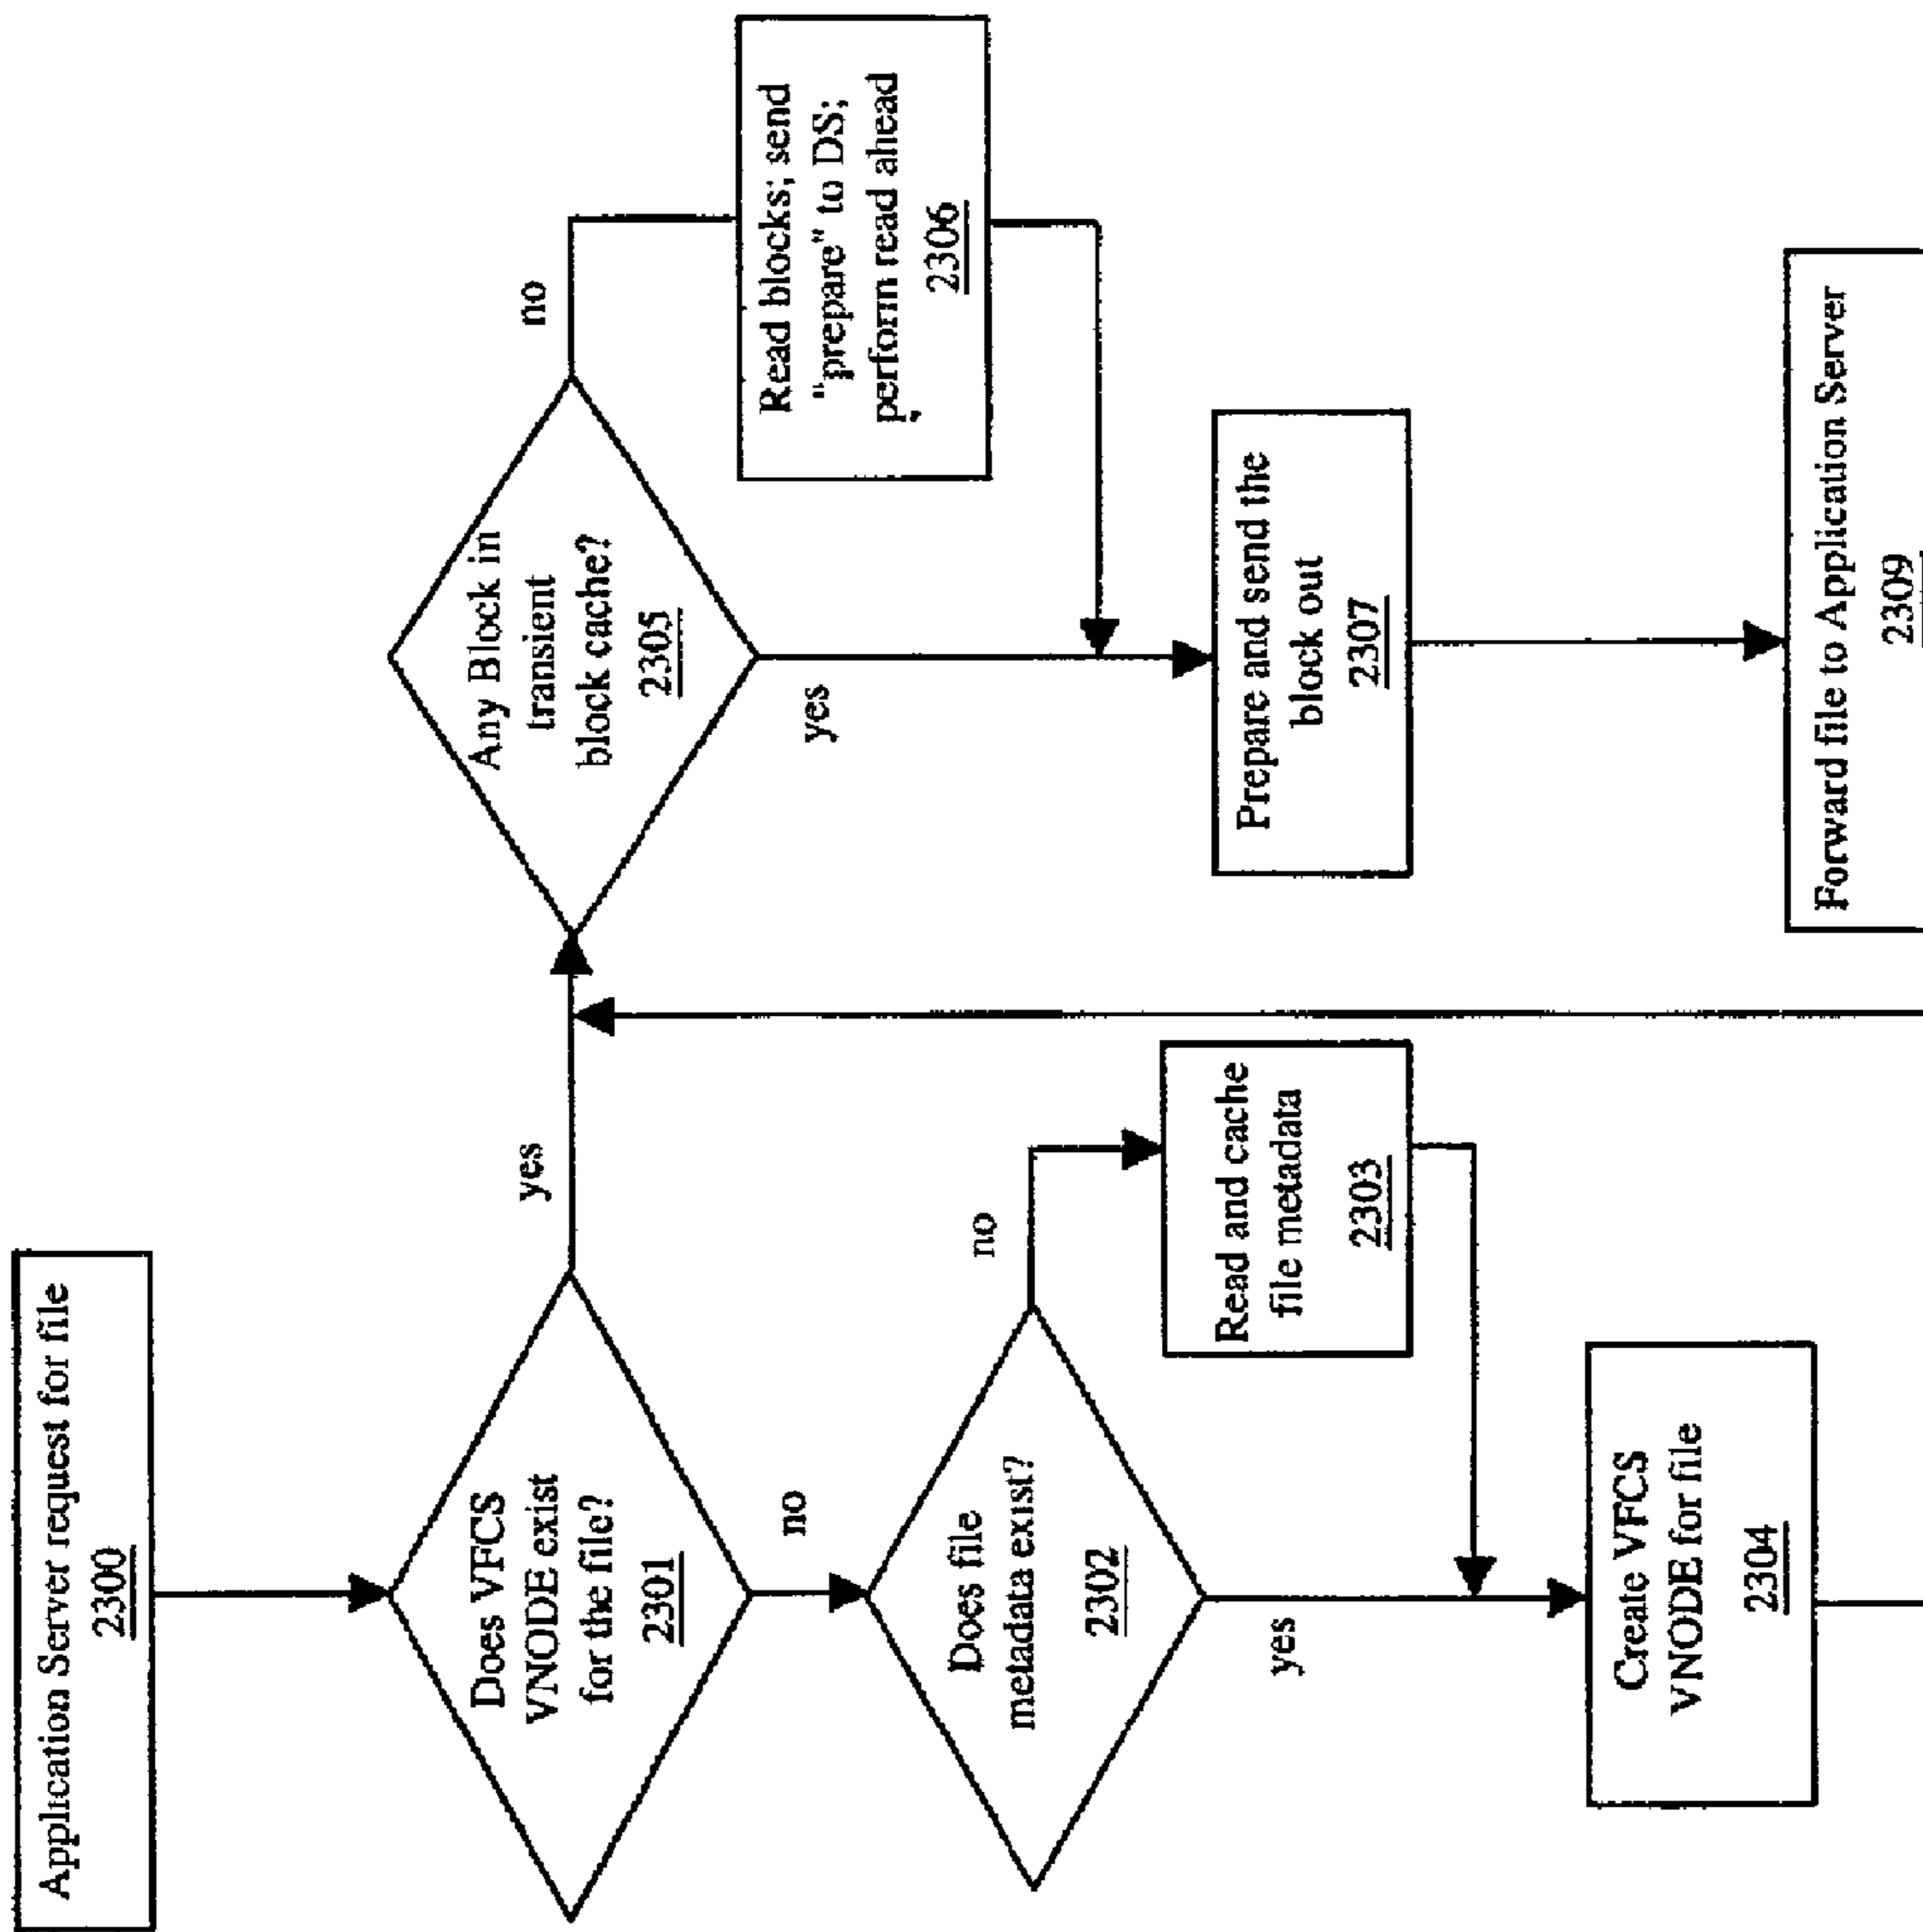 Application Server request for file
2300
Does VFCS
VNODE exist
for the file?
2301
yes
no
Does file
metadata exist?
2302
no
yes
Read and cache
file metadata
2303
Create VFCS
VNODE for file
2304
Any Block in
transient
block cache?
2305
no
yes
Read blocks; send
"prepare" to DS;
perform read ahead
;
2306
Prepare and send the
block out
2307
Forward file to Application Server
2309